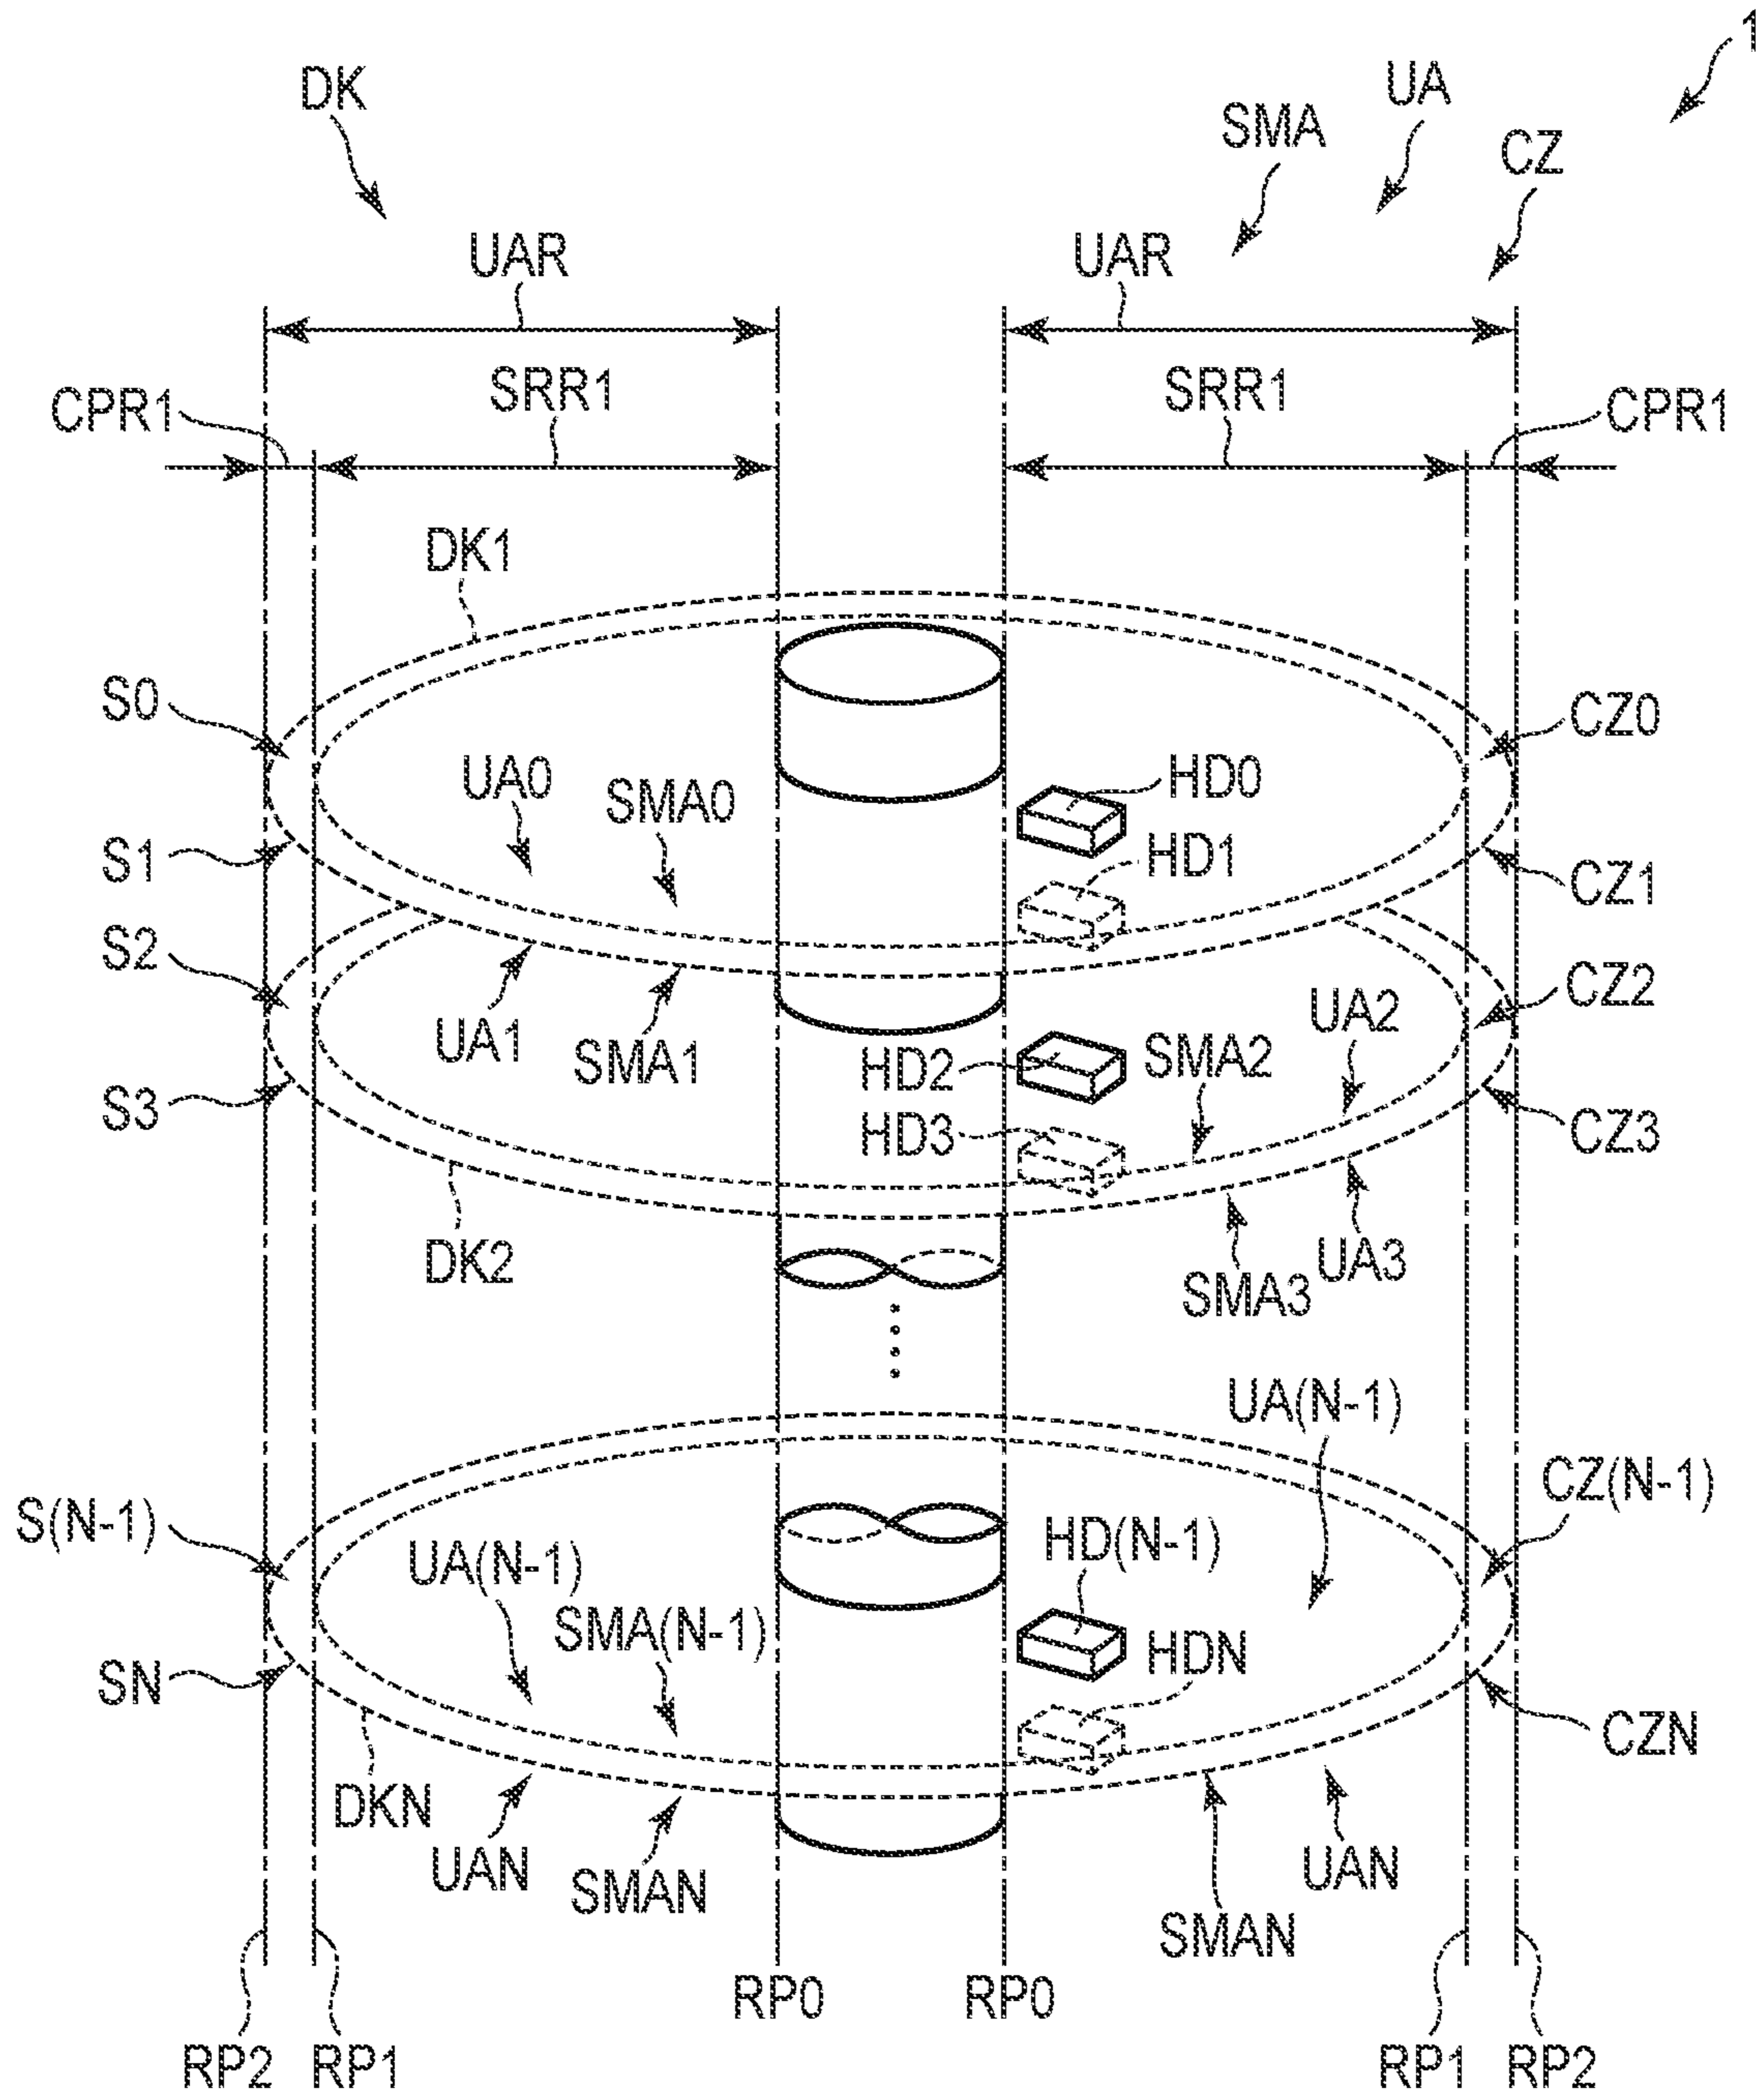 1
DK
UA
SMA
CZ
UAR
UAR
SRR1
SRR1
CPR1
CPR1
DK1
S0
CZ0
UA0
SMA0
HD0
S1
HD1
CZ1
S2
UA1
SMA1
CZ2
UA2
SMA2
HD2
S3
HD3
CZ3
DK2
SMA3
UA3
UA(N-1)
S(N-1)
CZ(N-1)
UA(N-1)
HD(N-1)
SMA(N-1)
HDN
SN
CZN
DKN
UAN
SMAN
UAN
SMAN
RP0
RP0
RP2
RP1
RP1
RP2